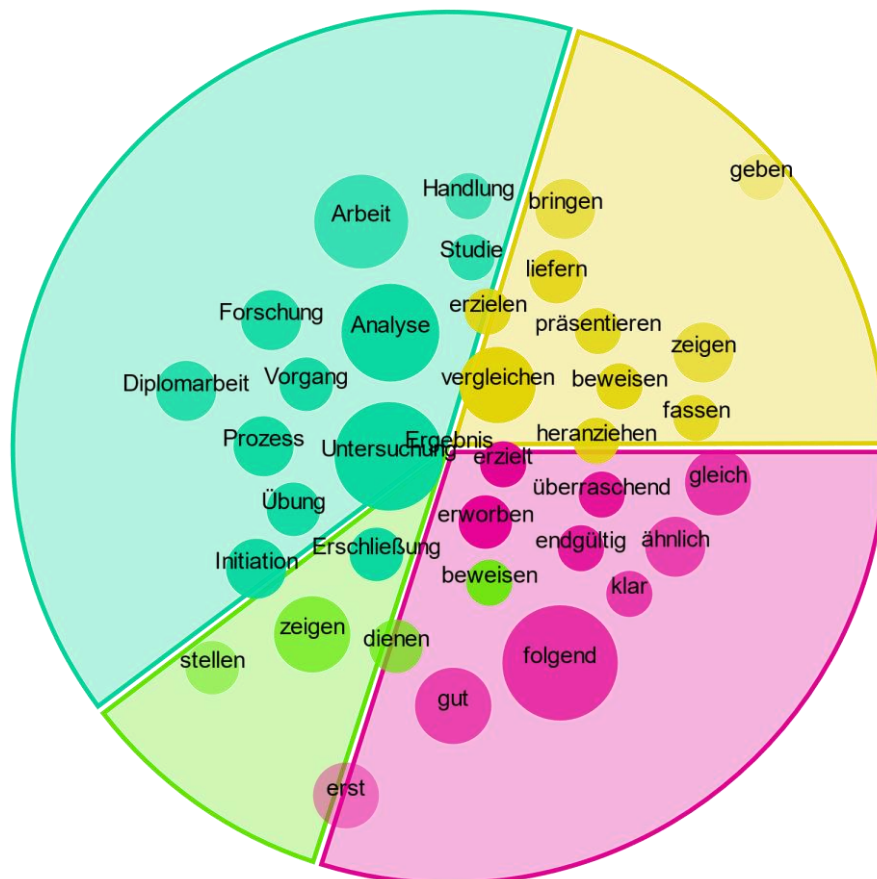 geben
Handlung
bringen
Arbeit
Studie
liefern
erzielen
Forschung
Analyse
präsentieren
zeigen
Diplomarbeit
Vorgang
vergleichen
beweisen
fassen
Prozess
Untersuchung
Ergebnis
heranziehen
erzielt
gleich
überraschend
Übung
erworben
ähnlich
endgültig
Erschließung
Initiation
beweisen
klar
zeigen
dienen
stellen
folgend
gut
erst